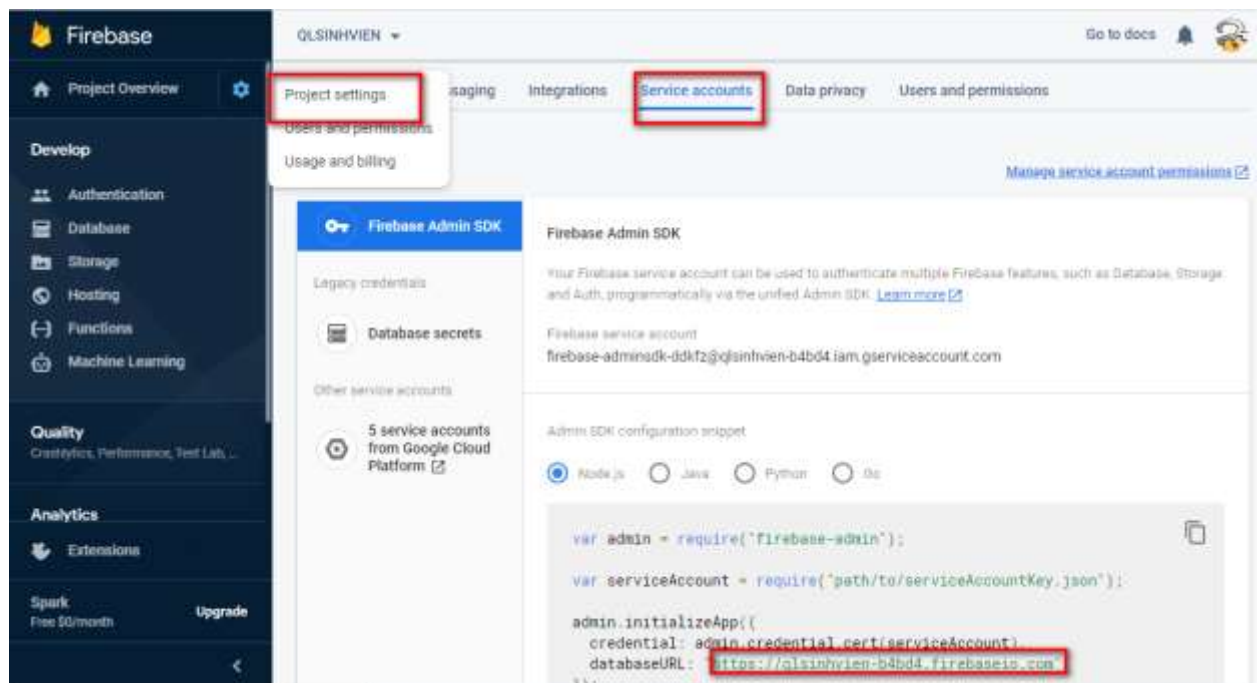 Firebase
Project Overview
Develop
Authentication
Database
Storage
Hosting
Functions
Machine Learning
Quality
Crashlytics, Performance, Test Lab, ...
Analytics
Extensions
Spark
Free $0/month
Upgrade
QLSINHVIEN
Go to docs
Project settings
Users and permissions
Usage and billing
saging
Integrations
Service accounts
Data privacy
Users and permissions
Manage service account permissions
Firebase Admin SDK
Legacy credentials
Database secrets
Other service accounts
5 service accounts
from Google Cloud
Platform
Firebase Admin SDK
Your Firebase service account can be used to authenticate multiple Firebase features, such as Database, Storage
and Auth, programmatically via the unified Admin SDK. Learn more
Firebase service account
firebase-adminsdk-ddkfz@qlsinhvien-b4bd4.iam.gserviceaccount.com
Admin SDK configuration snippet
Node.js Java Python Go
var admin = require("firebase-admin");
var serviceAccount = require("path/to/serviceAccountKey.json");
admin.initializeApp({
credential: admin.credential.cert(serviceAccount),
databaseURL: "https://qlsinhvien-b4bd4.firebaseio.com"
});